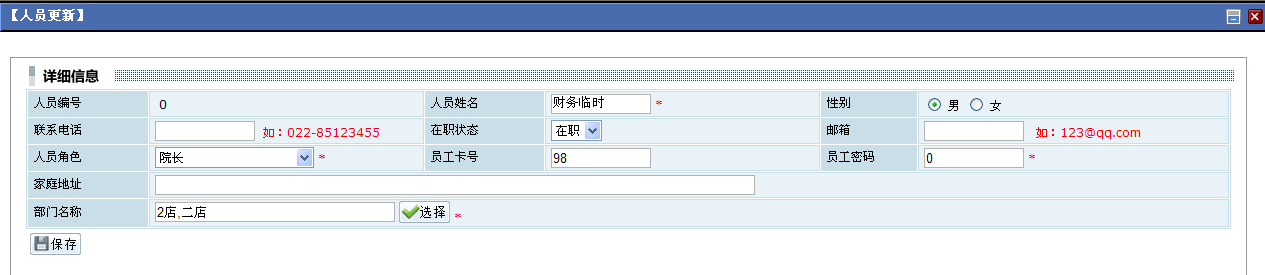 【人员更新】
详细信息
人员编号 0 人员姓名 财务临时 * 性别 男 女
联系电话 如：022-85123455 在职状态 在职 邮箱 如：123@qq.com
人员角色 院长 * 员工卡号 98 员工密码 0 *
家庭地址
部门名称 2店,二店 选择 *
保存